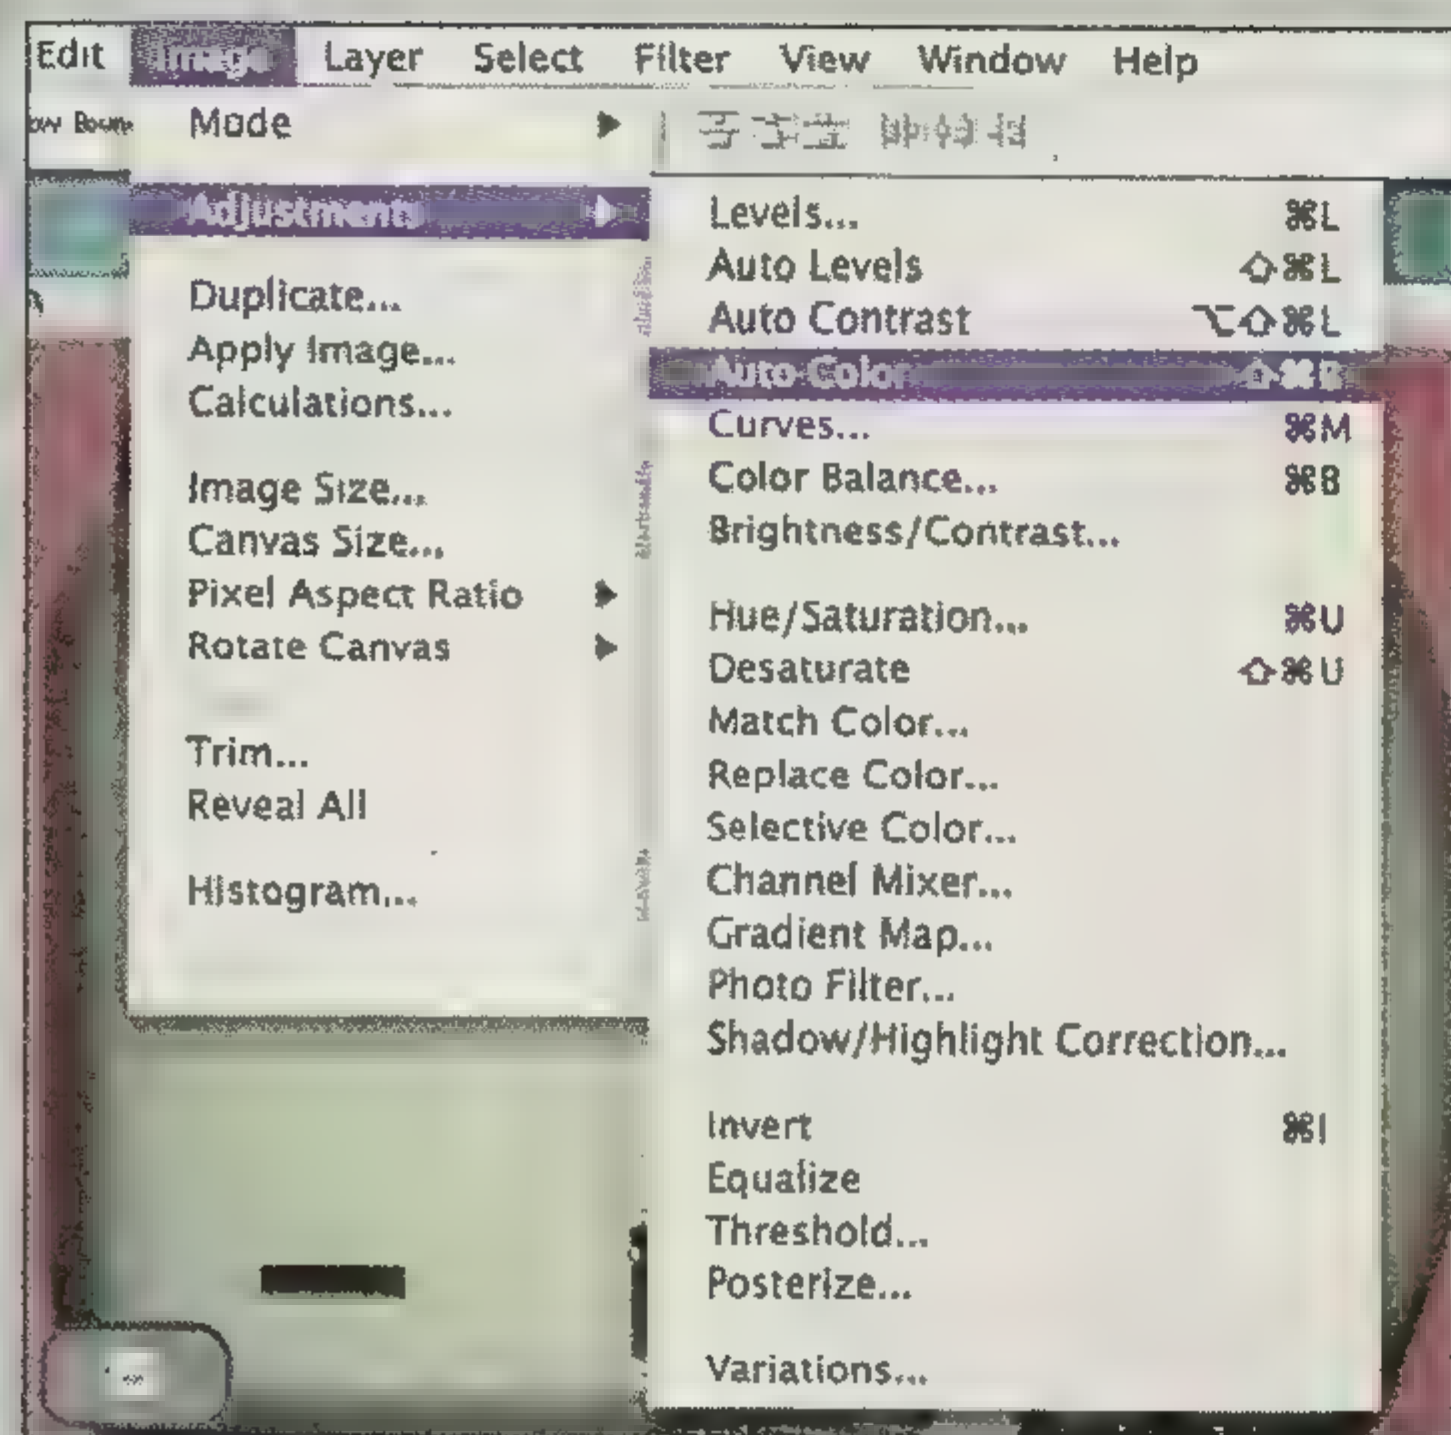 Edit Image Layer Select Filter View Window Help
Mode
Adjustments
Duplicate...
Apply Image...
Calculations...
Image Size...
Canvas Size...
Pixel Aspect Ratio
Rotate Canvas
Trim...
Reveal All
Histogram...
Levels... ⌘L
Auto Levels ⇧⌘L
Auto Contrast ⌥⇧⌘L
Auto Color ⇧⌘B
Curves... ⌘M
Color Balance... ⌘B
Brightness/Contrast...
Hue/Saturation... ⌘U
Desaturate ⇧⌘U
Match Color...
Replace Color...
Selective Color...
Channel Mixer...
Gradient Map...
Photo Filter...
Shadow/Highlight Correction...
Invert ⌘I
Equalize
Threshold...
Posterize...
Variations...